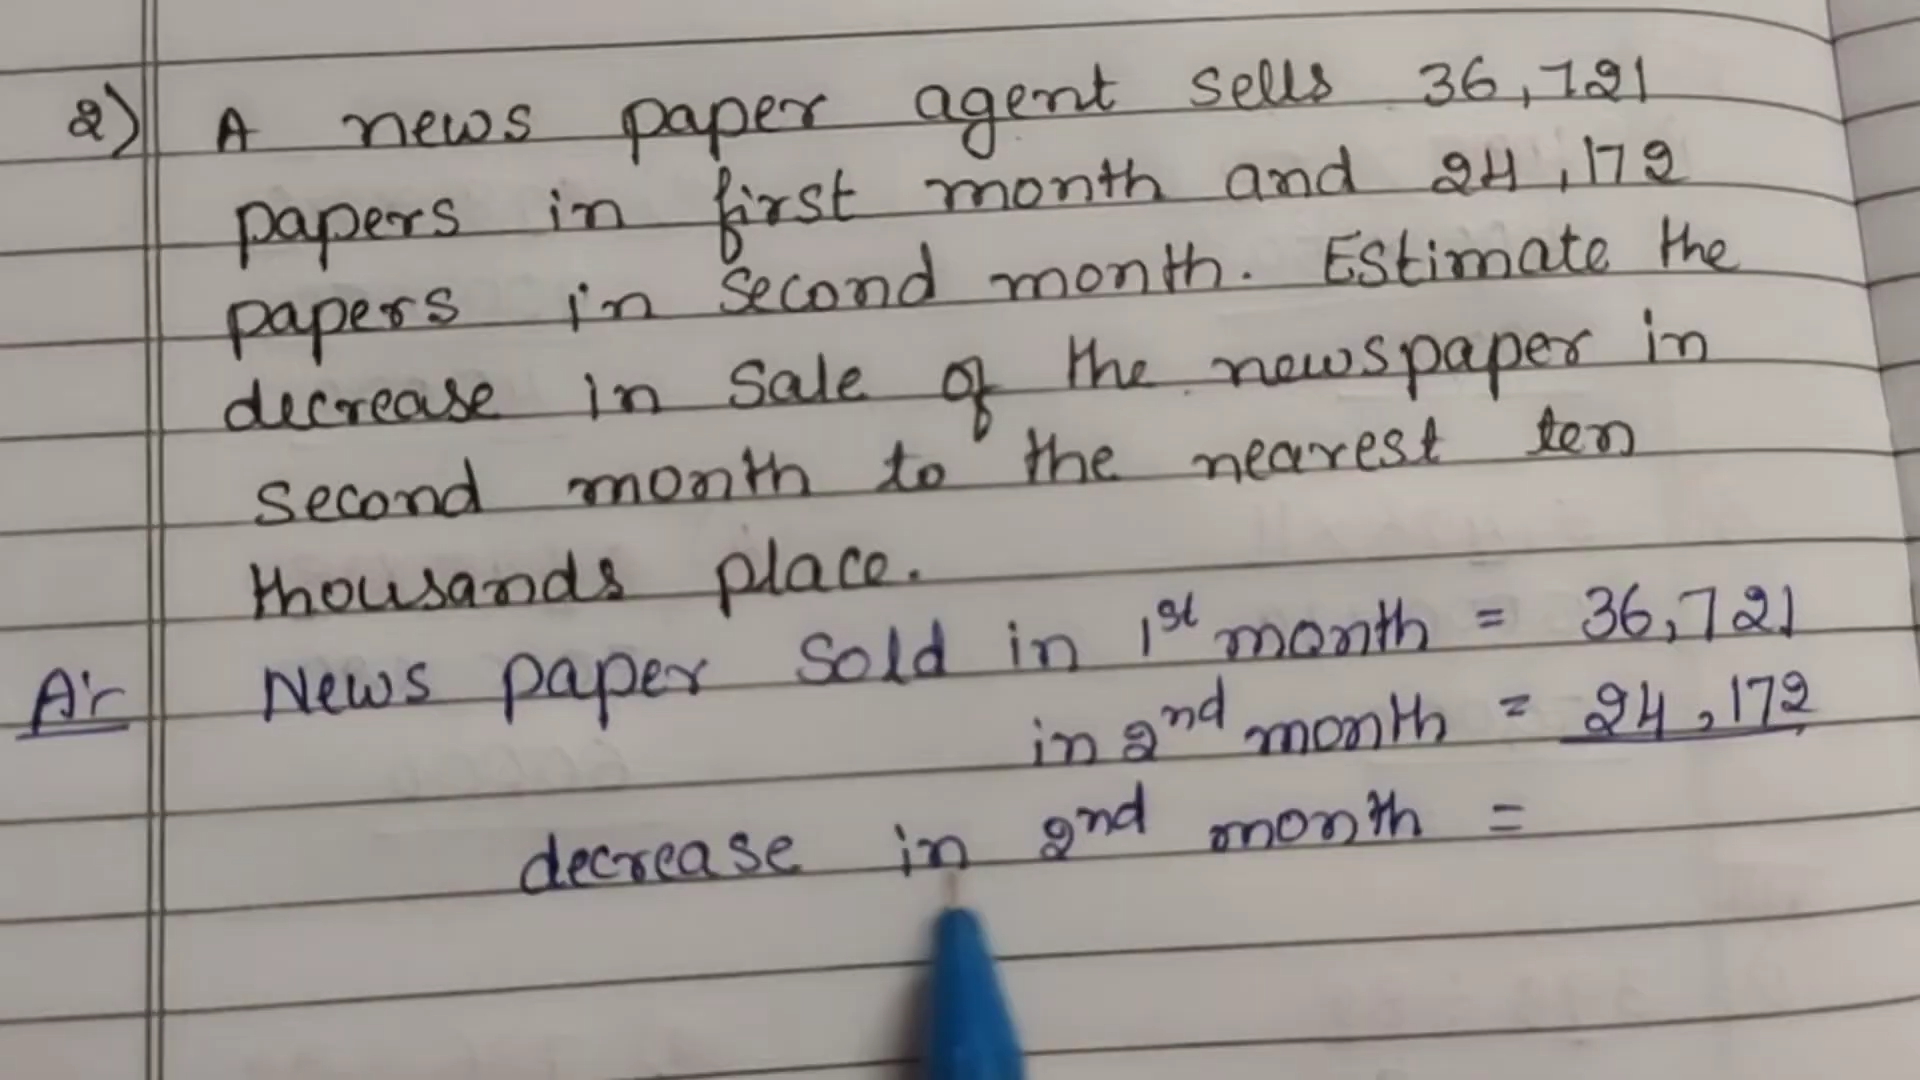 2) A news paper agent sells 36,721
papers in first month and 24,172
papers in second month. Estimate the
decrease in sale of the newspaper in
second month to the nearest ten
thousands place.
Ar News paper sold in 1st month = 36,721
in 2nd month = 24,172
decrease in 2nd month =